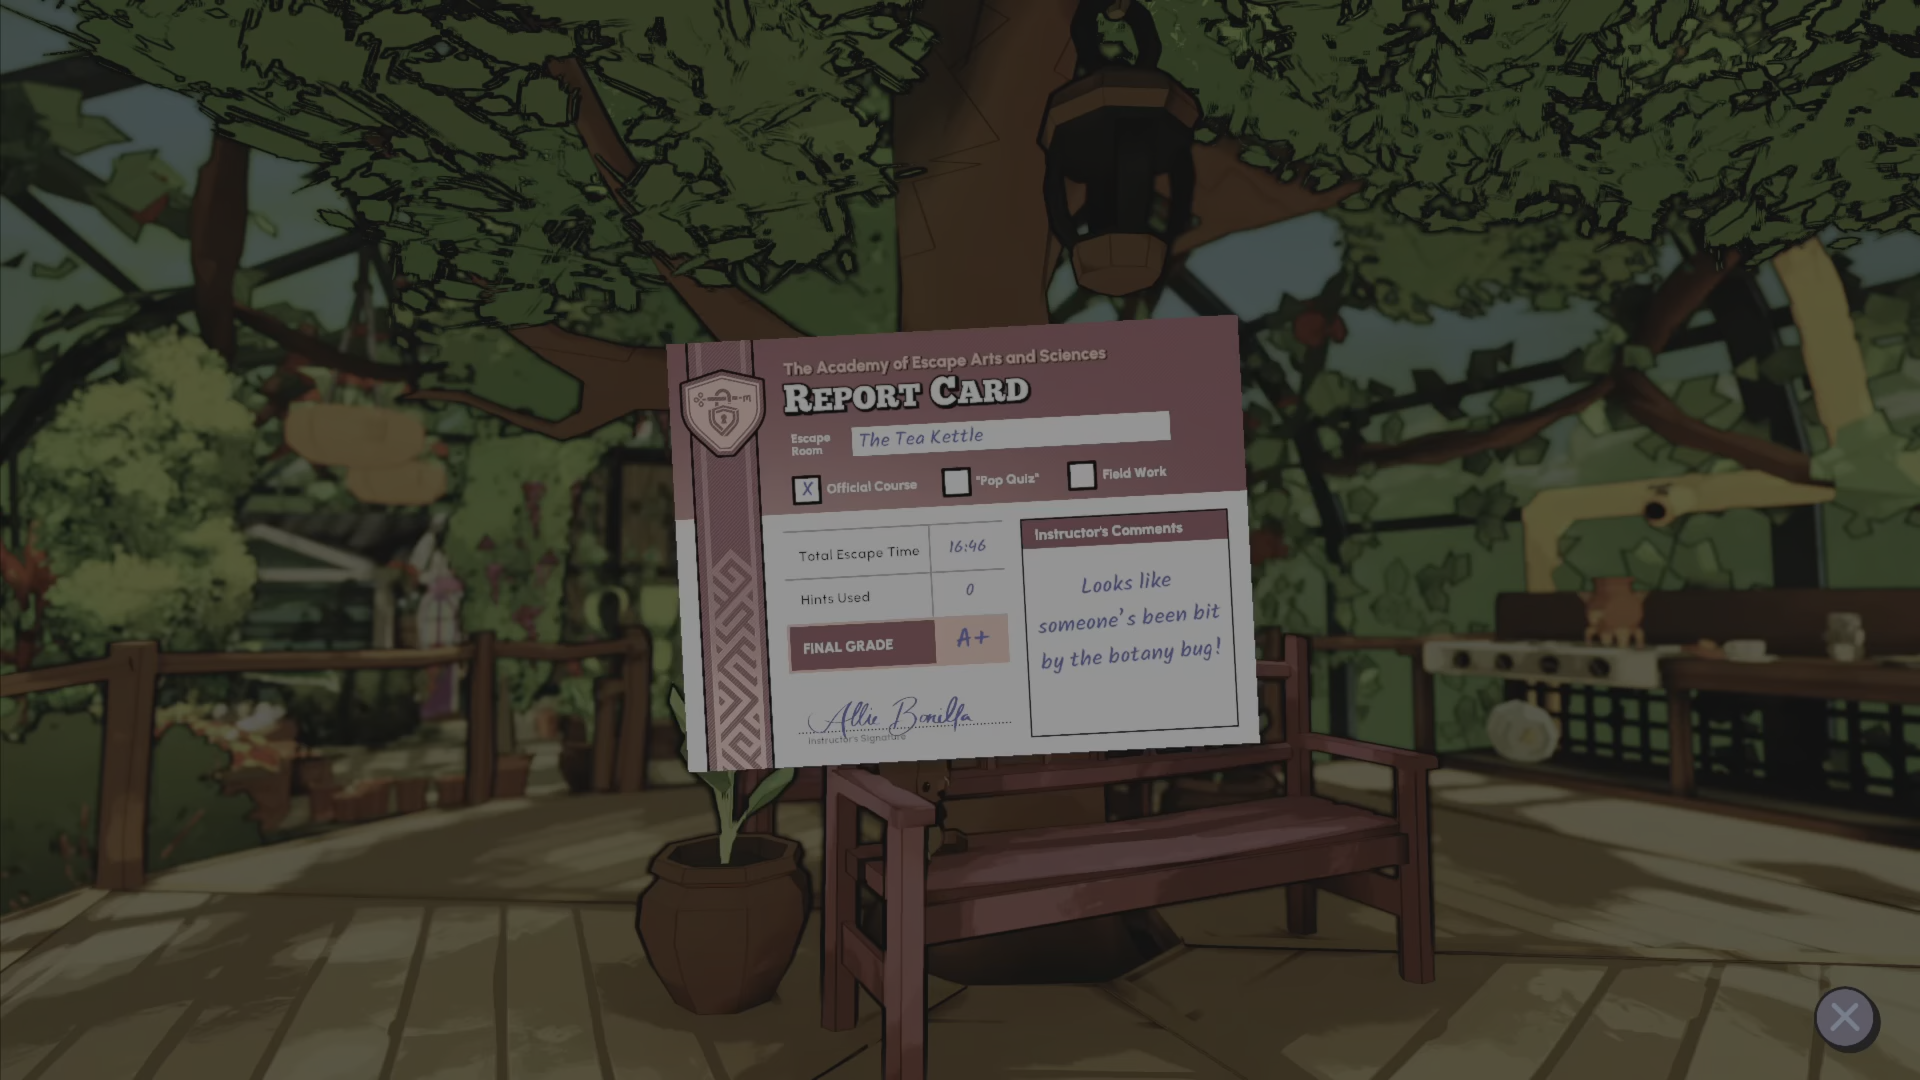 The Academy of Escape Arts and Sciences
REPORT CARD
Escape Room
The Tea Kettle
X Official Course
"Pop Quiz"
Field Work
Total Escape Time 16:46
Hints Used 0
FINAL GRADE A+
Allie Bonilla
Instructor's Signature
Instructor's Comments
Looks like
someone's been bit
by the botany bug!